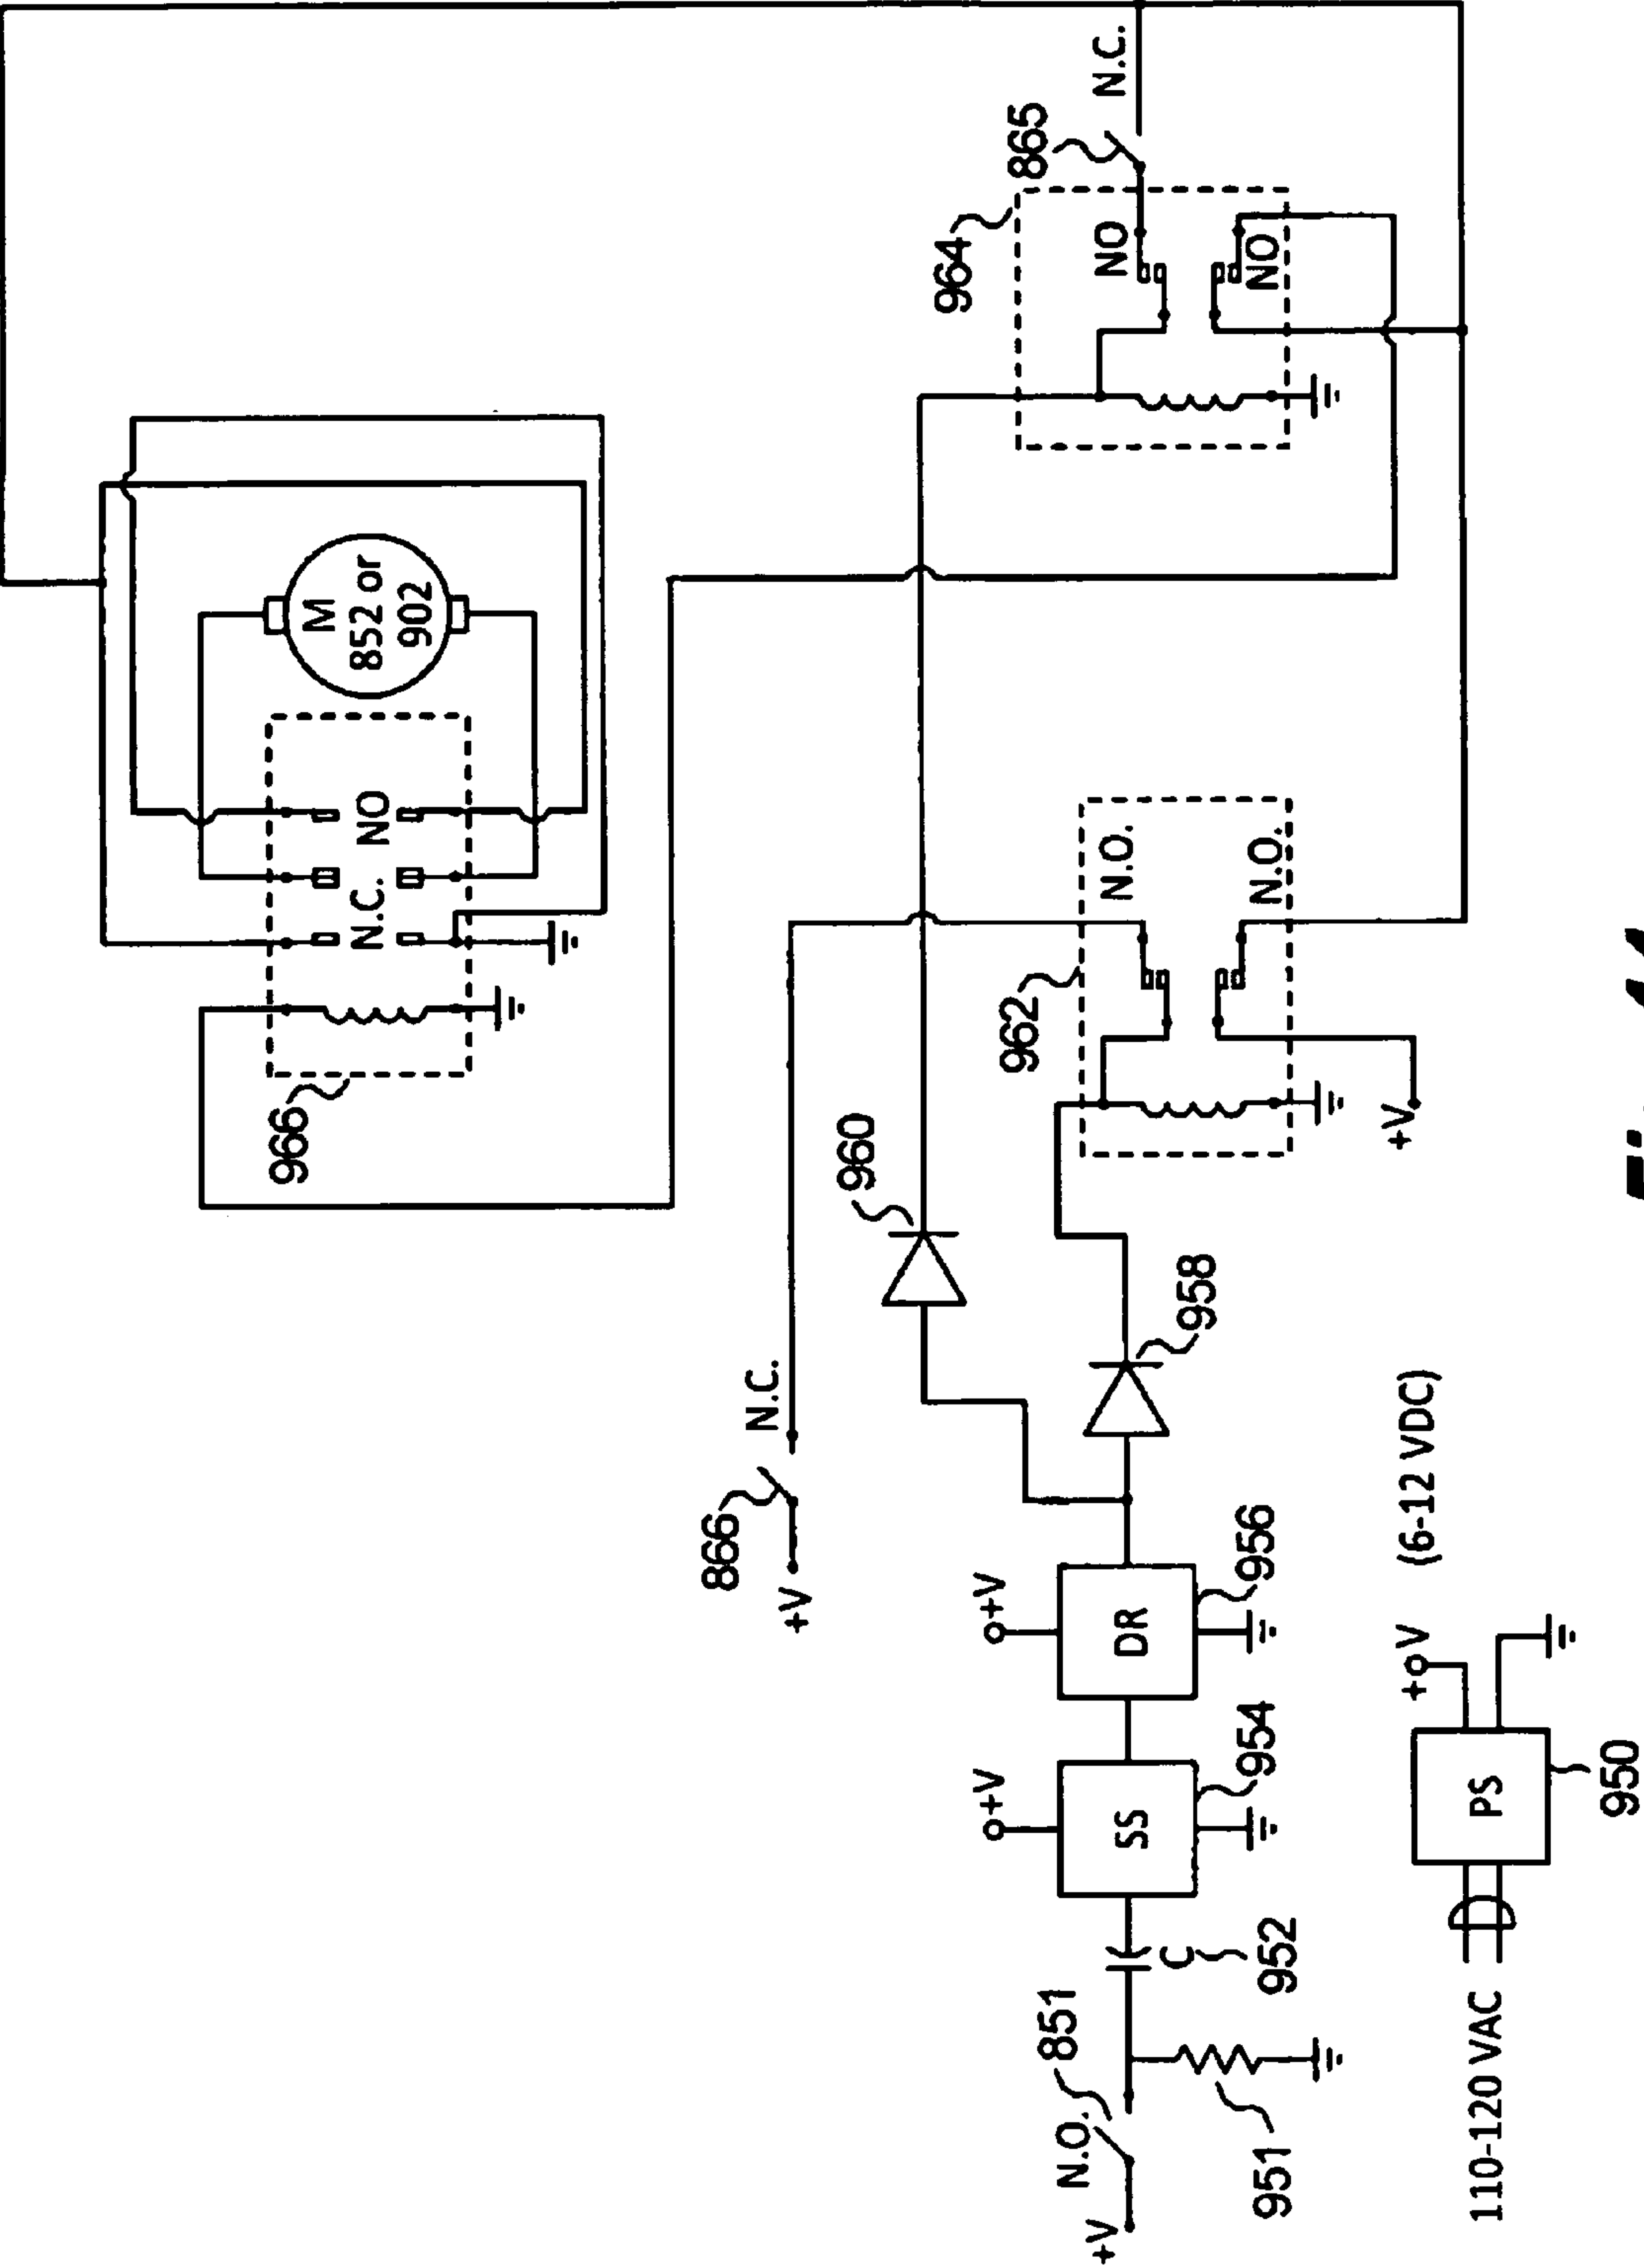 966
N.C.
NO
M
852 or
902
964
865
N.C.
NO
NO
866
+V
N.C.
960
962
N.O.
N.O.
+V
958
+V
+V
SS
954
DR
956
+V
N.O.
851
951
C
952
110-120 VAC
PS
950
+V
(6-12 VDC)